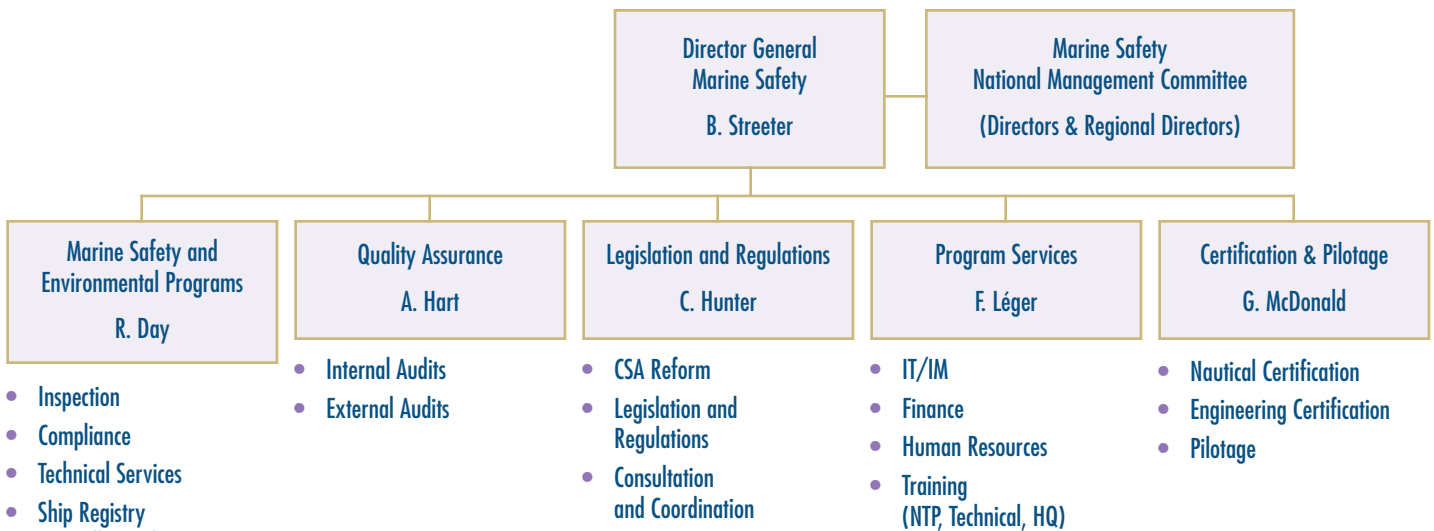 Director General
Marine Safety
B. Streeter
Marine Safety
National Management Committee
(Directors & Regional Directors)
Marine Safety and
Environmental Programs
R. Day
• Inspection
• Compliance
• Technical Services
• Ship Registry
Quality Assurance
A. Hart
• Internal Audits
• External Audits
Legislation and Regulations
C. Hunter
• CSA Reform
• Legislation and
Regulations
• Consultation
and Coordination
Program Services
F. Léger
• IT/IM
• Finance
• Human Resources
• Training
(NTP, Technical, HQ)
Certification & Pilotage
G. McDonald
• Nautical Certification
• Engineering Certification
• Pilotage